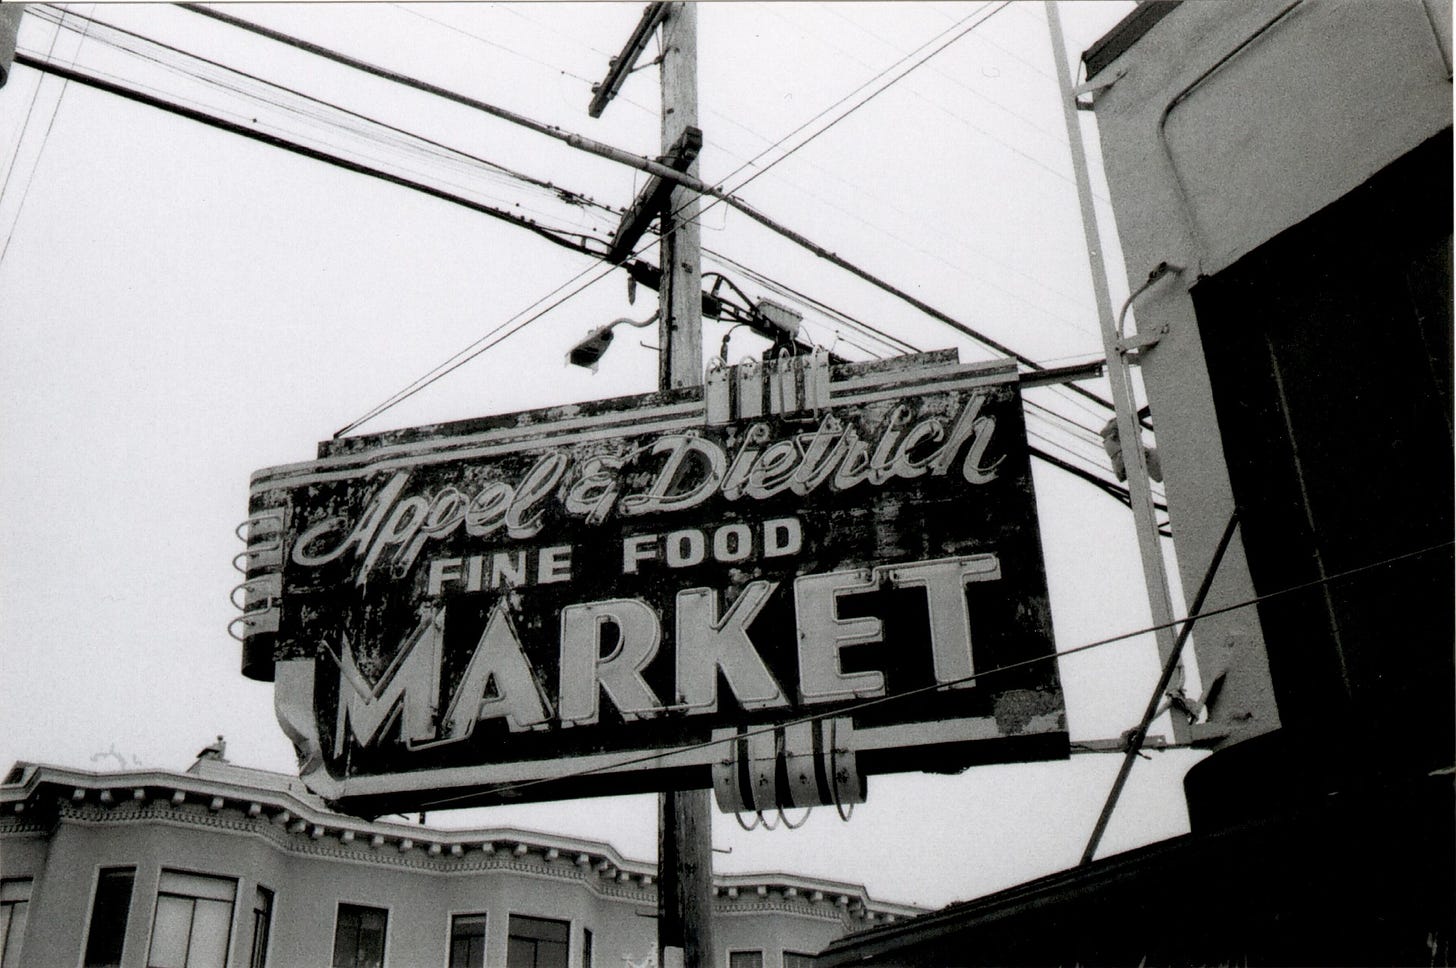 Appel & Dietrich
FINE FOOD
MARKET